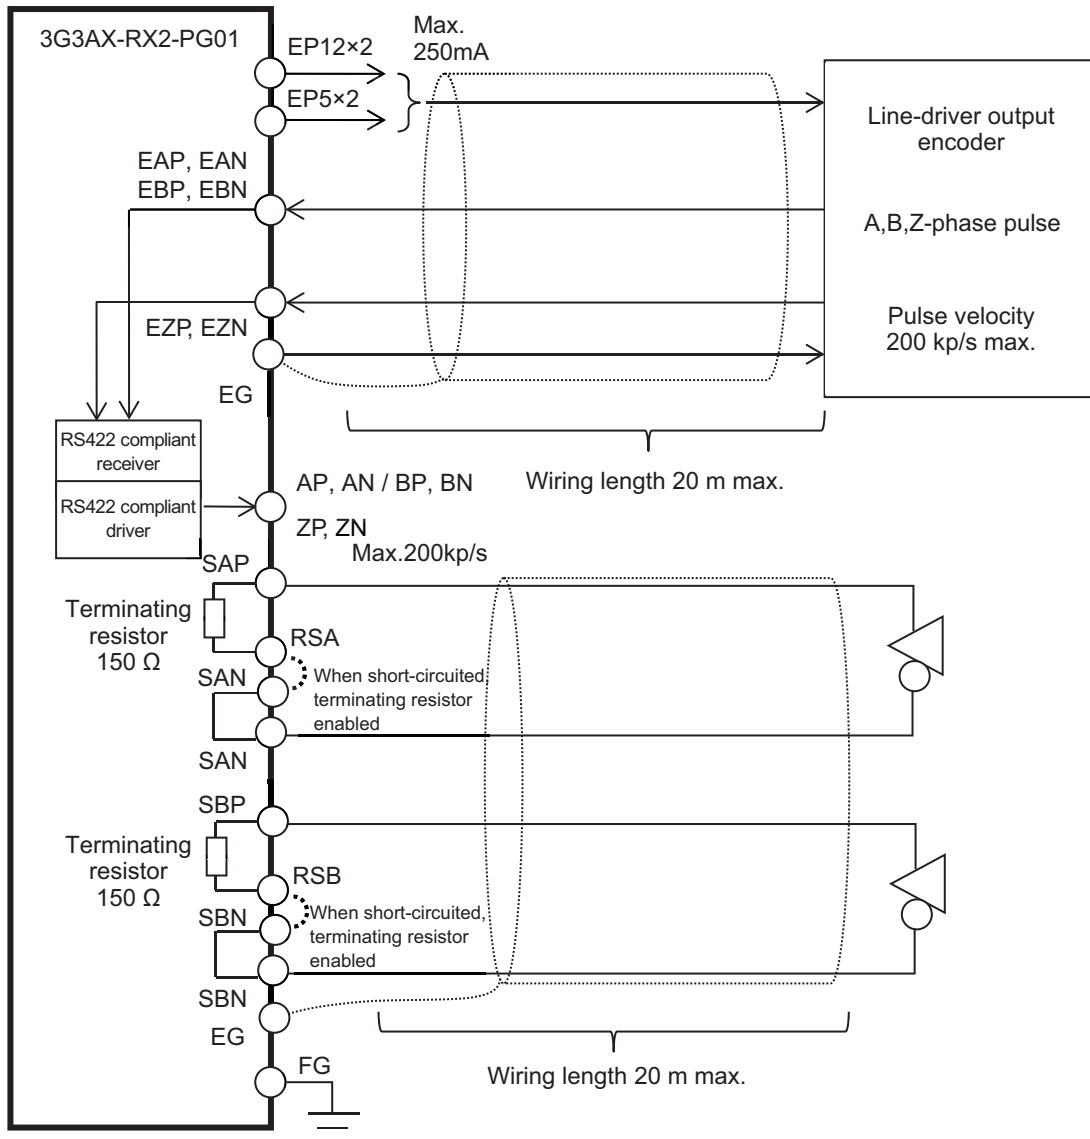 3G3AX-RX2-PG01
EP12×2
Max.
250mA
EP5×2
Line-driver output
encoder
EAP, EAN
EBP, EBN
A,B,Z-phase pulse
EZP, EZN
Pulse velocity
200 kp/s max.
EG
Wiring length 20 m max.
RS422 compliant
receiver
RS422 compliant
driver
AP, AN / BP, BN
ZP, ZN
Max.200kp/s
SAP
Terminating
resistor
150 Ω
RSA
SAN
When short-circuited,
terminating resistor
enabled
SAN
SBP
Terminating
resistor
150 Ω
RSB
SBN
When short-circuited,
terminating resistor
enabled
SBN
EG
FG
Wiring length 20 m max.